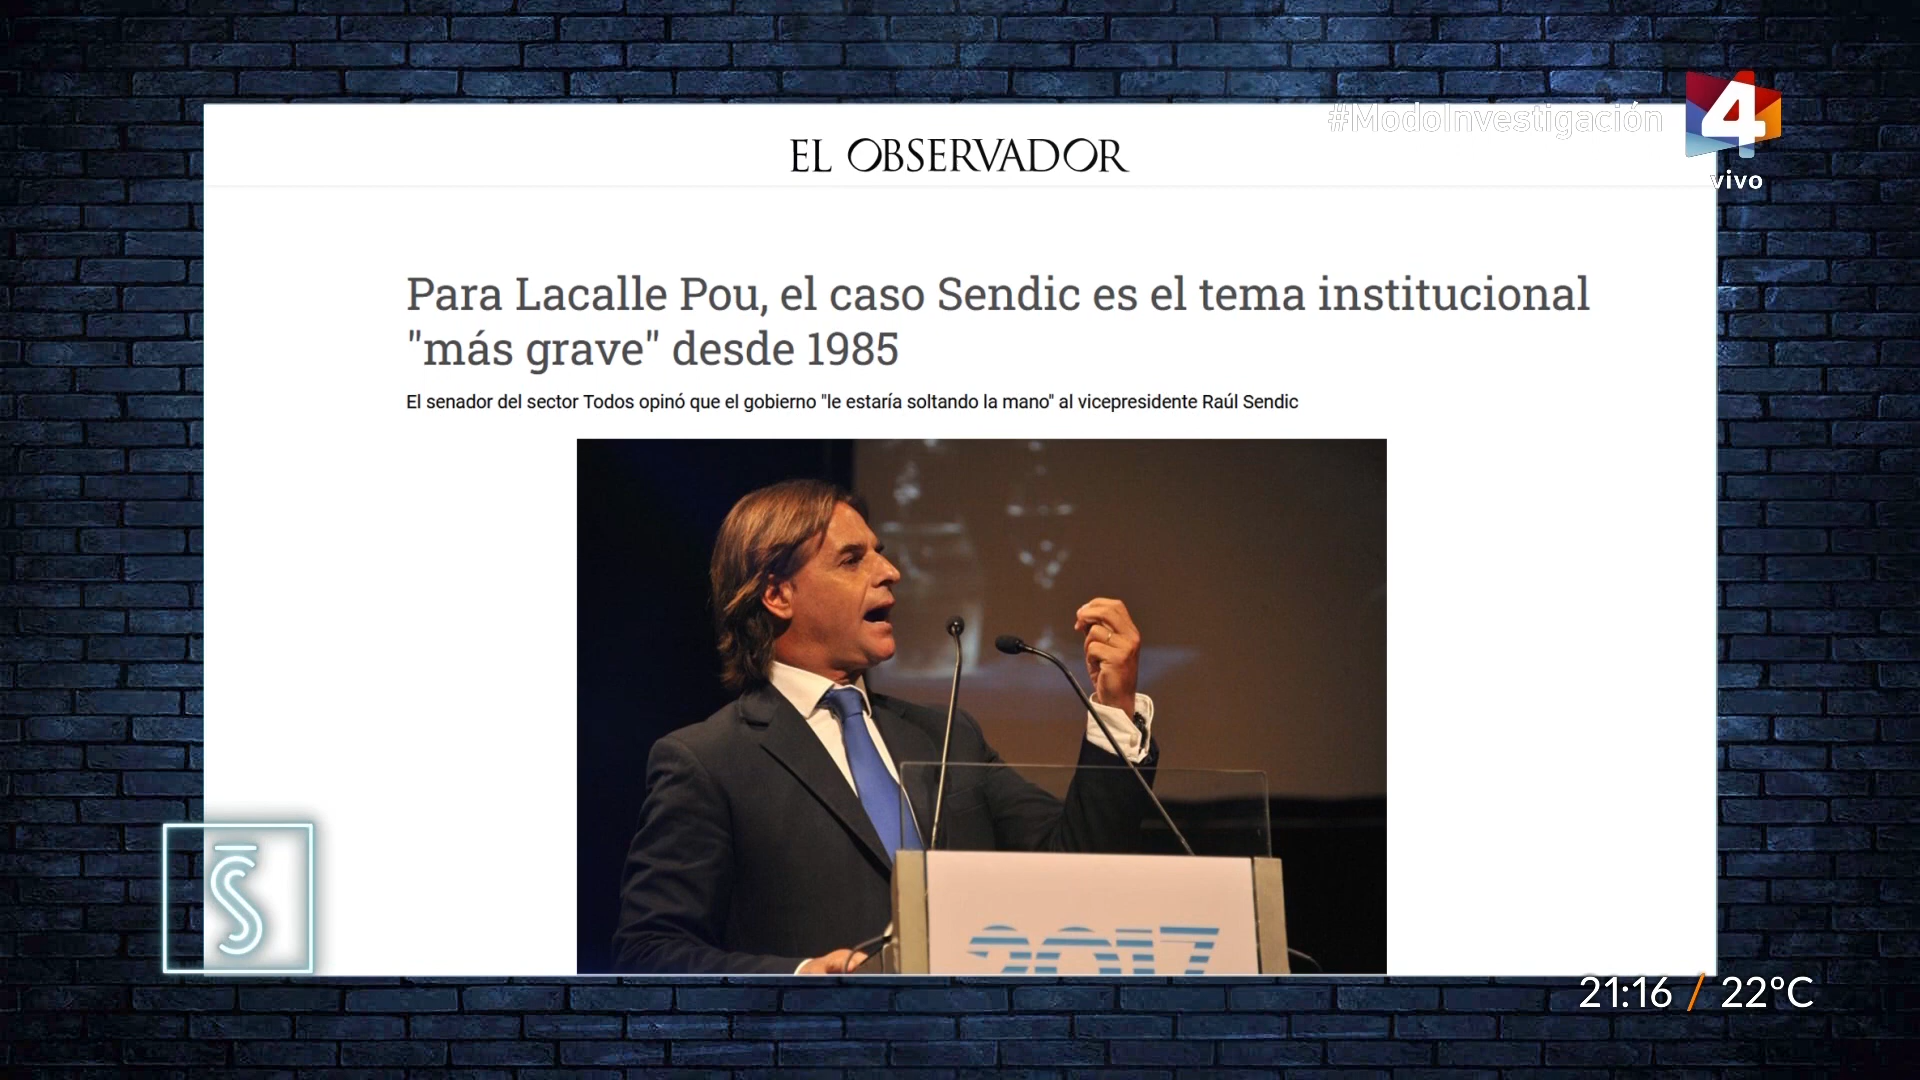 #ModoInvestigación
4
vivo
EL OBSERVADOR
Para Lacalle Pou, el caso Sendic es el tema institucional
"más grave" desde 1985
El senador del sector Todos opinó que el gobierno "le estaría soltando la mano" al vicepresidente Raúl Sendic
2017
S
21:16 / 22°C